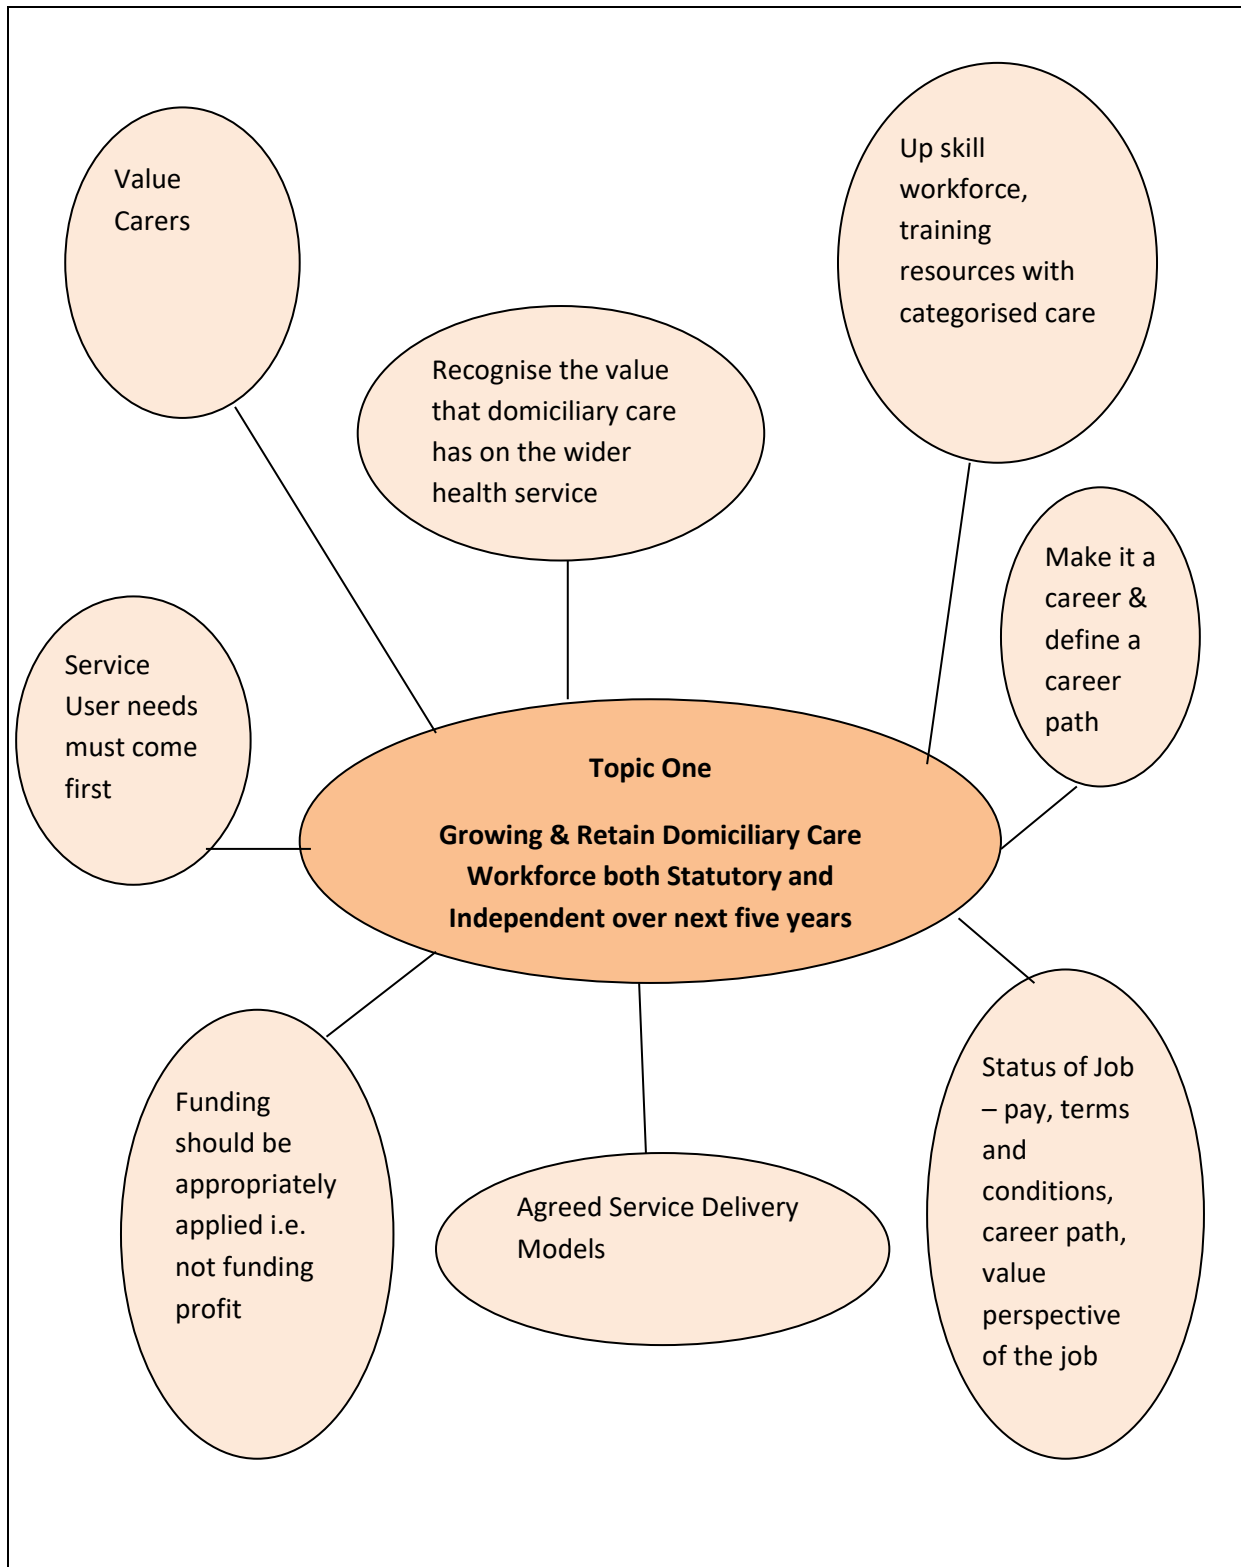 Value
Carers
Up skill
workforce,
training
resources with
categorised care
Recognise the value
that domiciliary care
has on the wider
health service
Make it a
career &
define a
career
path
Service
User needs
must come
first
Topic One
Growing & Retain Domiciliary Care
Workforce both Statutory and
Independent over next five years
Funding
should be
appropriately
applied i.e.
not funding
profit
Agreed Service Delivery
Models
Status of Job
– pay, terms
and
conditions,
career path,
value
perspective
of the job